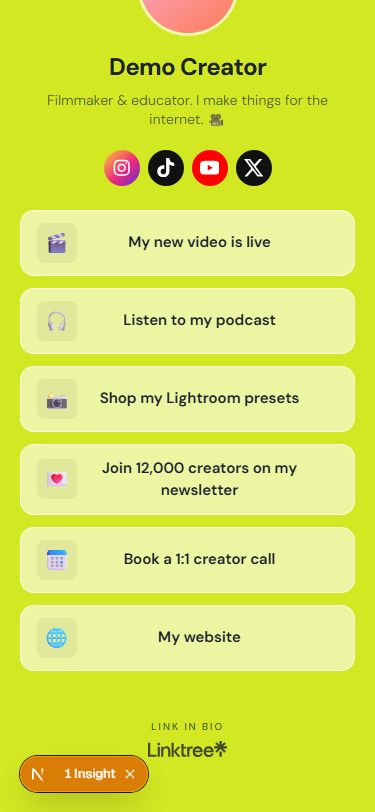 Demo Creator
Filmmaker & educator. I make things for the
internet. 🎥
My new video is live
Listen to my podcast
Shop my Lightroom presets
Join 12,000 creators on my
newsletter
Book a 1:1 creator call
My website
LINK IN BIO
Linktree
N 1 Insight